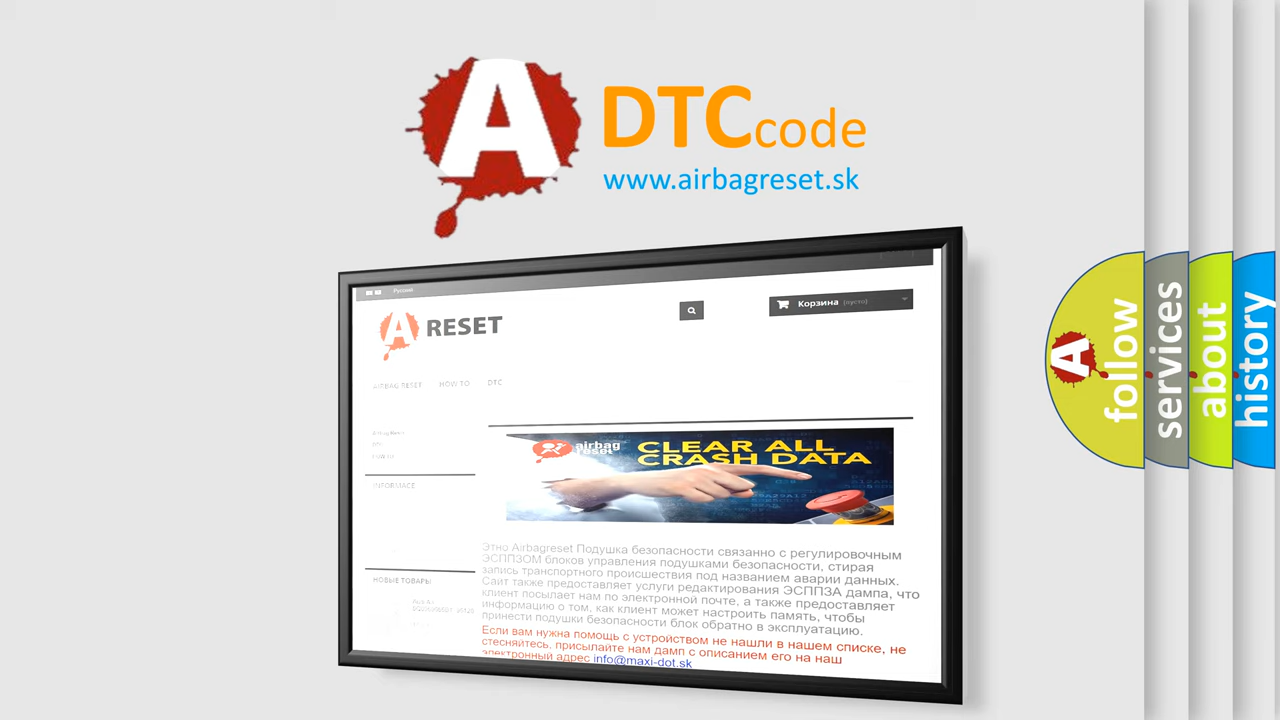 A
DTCcode
www.airbagreset.sk
Русский
A RESET
Корзина (пусто)
AIRBAG RESET HOW TO DTC
INFORMACE
НОВЫЕ ТОВАРЫ
airbag
reset
CLEAR ALL
CRASH DATA
Этно Airbagreset Подушка безопасности связанно с регулировочным
ЭСППЗОМ блоков управления подушками безопасности, стирая
запись транспортного происшествия под названием аварии данных.
Сайт также предоставляет услуги редактирования ЭСППЗА дампа, что
клиент посылает нам по электронной почте, а также предоставляет
информацию о том, как клиент может настроить память, чтобы
принести подушки безопасности блок обратно в эксплуатацию.
Если вам нужна помощь с устройством не нашли в нашем списке, не
стесняйтесь, присылайте нам дамп с описанием его на наш
электронный адрес info@maxi-dot.sk
A
follow
services
about
history